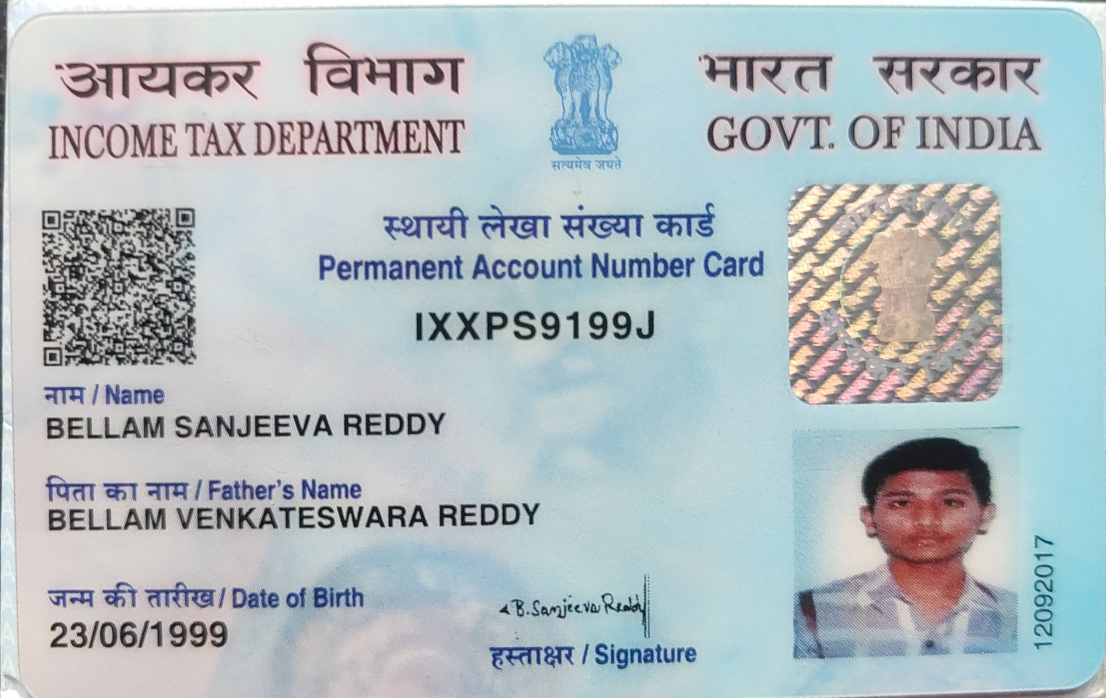 आयकर विभाग
INCOME TAX DEPARTMENT
सत्यमेव जयते
भारत सरकार
GOVT. OF INDIA
स्थायी लेखा संख्या कार्ड
Permanent Account Number Card
IXXPS9199J
नाम / Name
BELLAM SANJEEVA REDDY
पिता का नाम / Father's Name
BELLAM VENKATESWARA REDDY
जन्म की तारीख / Date of Birth
23/06/1999
B. Sanjeeva Reddy
हस्ताक्षर / Signature
12092017